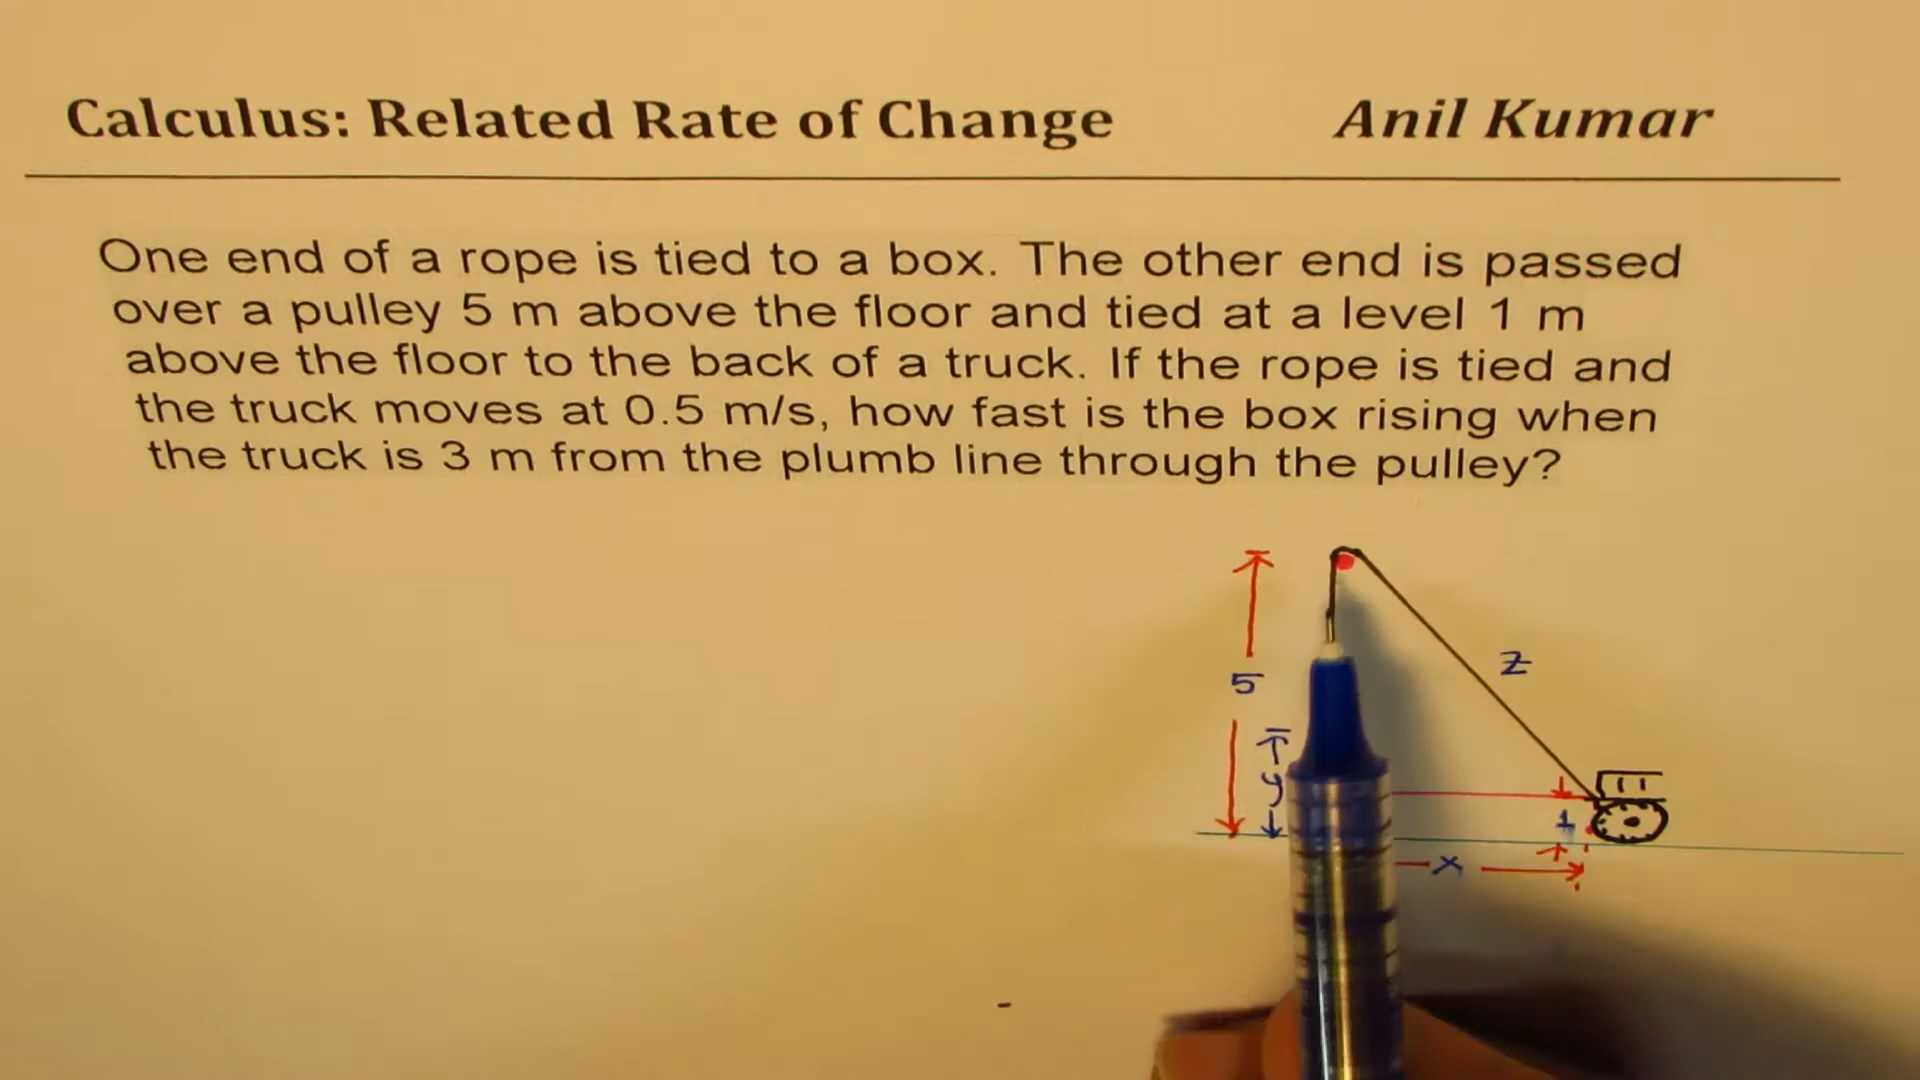 Calculus: Related Rate of Change Anil Kumar
One end of a rope is tied to a box. The other end is passed
over a pulley 5 m above the floor and tied at a level 1 m
above the floor to the back of a truck. If the rope is tied and
the truck moves at 0.5 m/s, how fast is the box rising when
the truck is 3 m from the plumb line through the pulley?
z
5
y
1
x